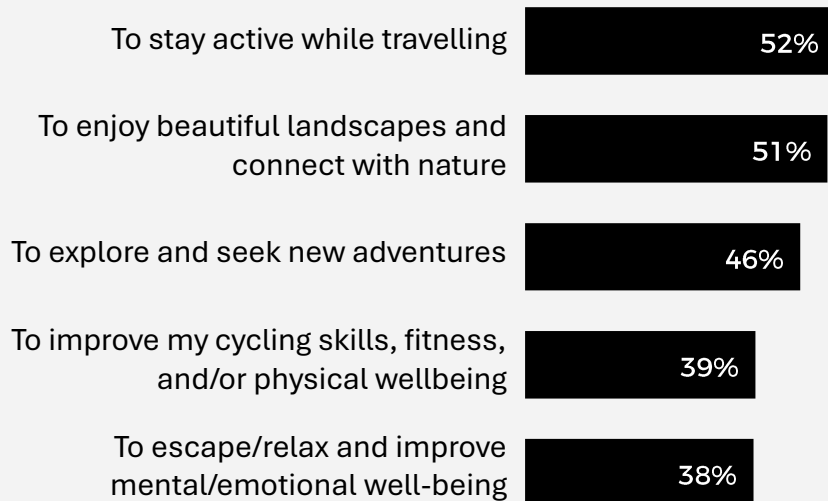 To stay active while travelling
52%
To enjoy beautiful landscapes and
connect with nature
51%
To explore and seek new adventures
46%
To improve my cycling skills, fitness,
and/or physical wellbeing
39%
To escape/relax and improve
mental/emotional well-being
38%